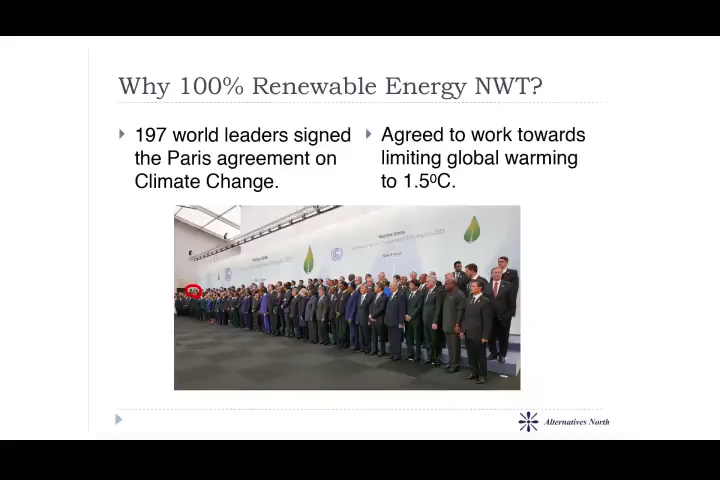 Why 100% Renewable Energy NWT?
197 world leaders signed
the Paris agreement on
Climate Change.
Agreed to work towards
limiting global warming
to 1.5⁰C.
Alternatives North